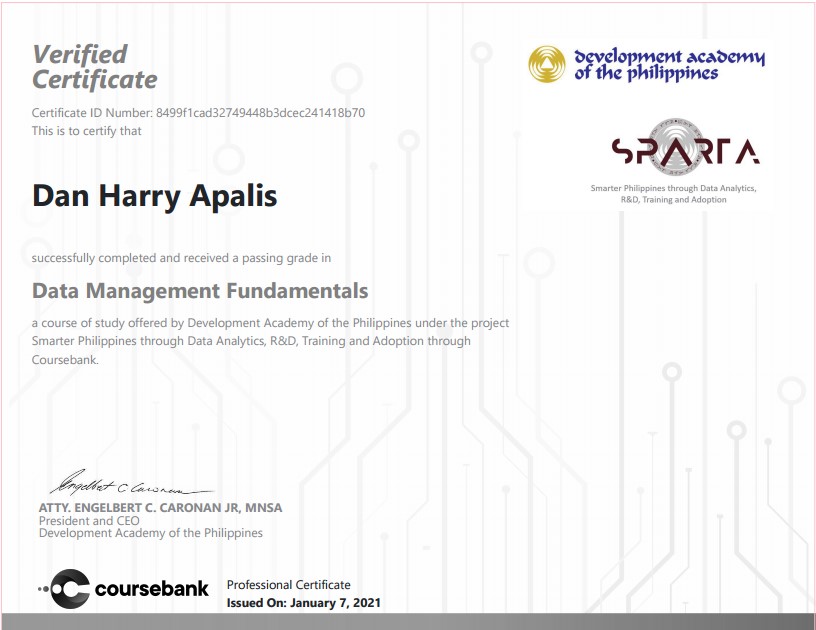 Verified
Certificate
Certificate ID Number: 8499f1cad32749448b3dcec241418b70
This is to certify that
Dan Harry Apalis
successfully completed and received a passing grade in
Data Management Fundamentals
a course of study offered by Development Academy of the Philippines under the project
Smarter Philippines through Data Analytics, R&D, Training and Adoption through
Coursebank.
development academy
of the philippines
SPARTA
Smarter Philippines through Data Analytics,
R&D, Training and Adoption
Engelbert C Caronan
ATTY. ENGELBERT C. CARONAN JR, MNSA
President and CEO
Development Academy of the Philippines
coursebank
Professional Certificate
Issued On: January 7, 2021